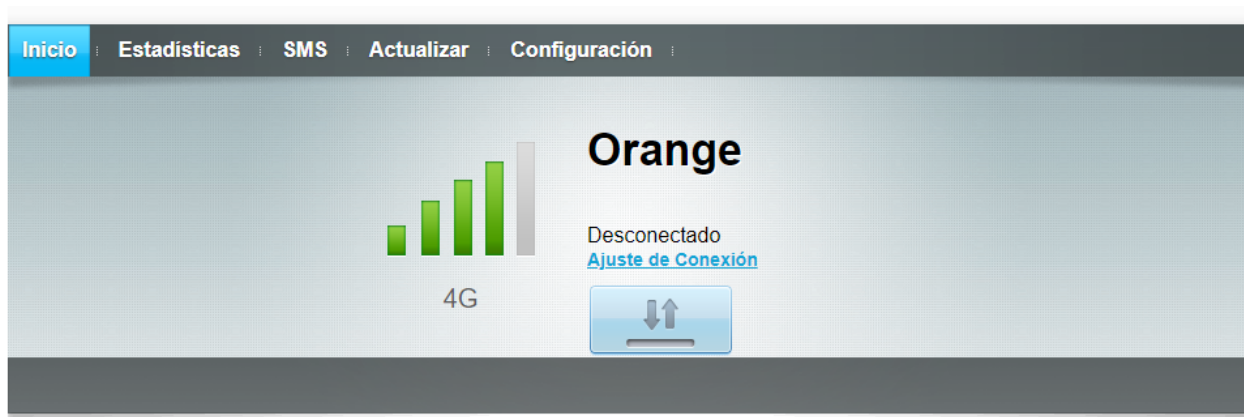 Inicio Estadísticas SMS Actualizar Configuración
Orange
Desconectado
Ajuste de Conexión
4G